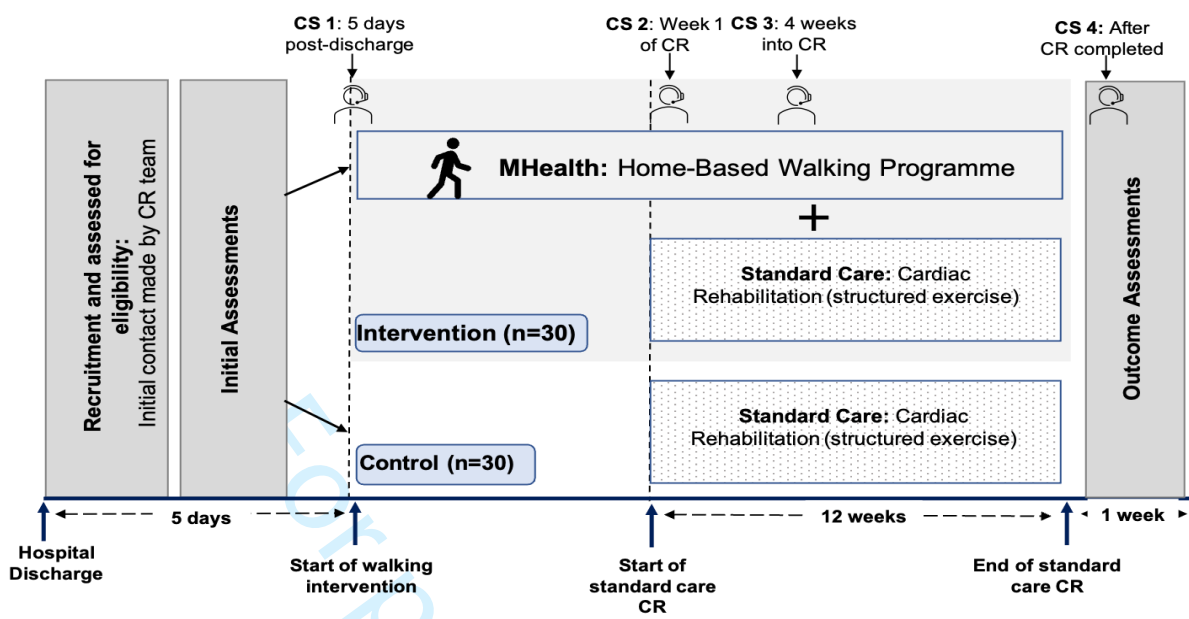 CS 1: 5 days
post-discharge
CS 2: Week 1
of CR
CS 3: 4 weeks
into CR
CS 4: After
CR completed
Recruitment and assessed for
eligibility:
Initial contact made by CR team
Initial Assessments
MHealth: Home-Based Walking Programme
+
Standard Care: Cardiac
Rehabilitation (structured exercise)
Intervention (n=30)
Standard Care: Cardiac
Rehabilitation (structured exercise)
Control (n=30)
Outcome Assessments
5 days
12 weeks
1 week
Hospital
Discharge
Start of walking
intervention
Start of
standard care
CR
End of standard
care CR
For p